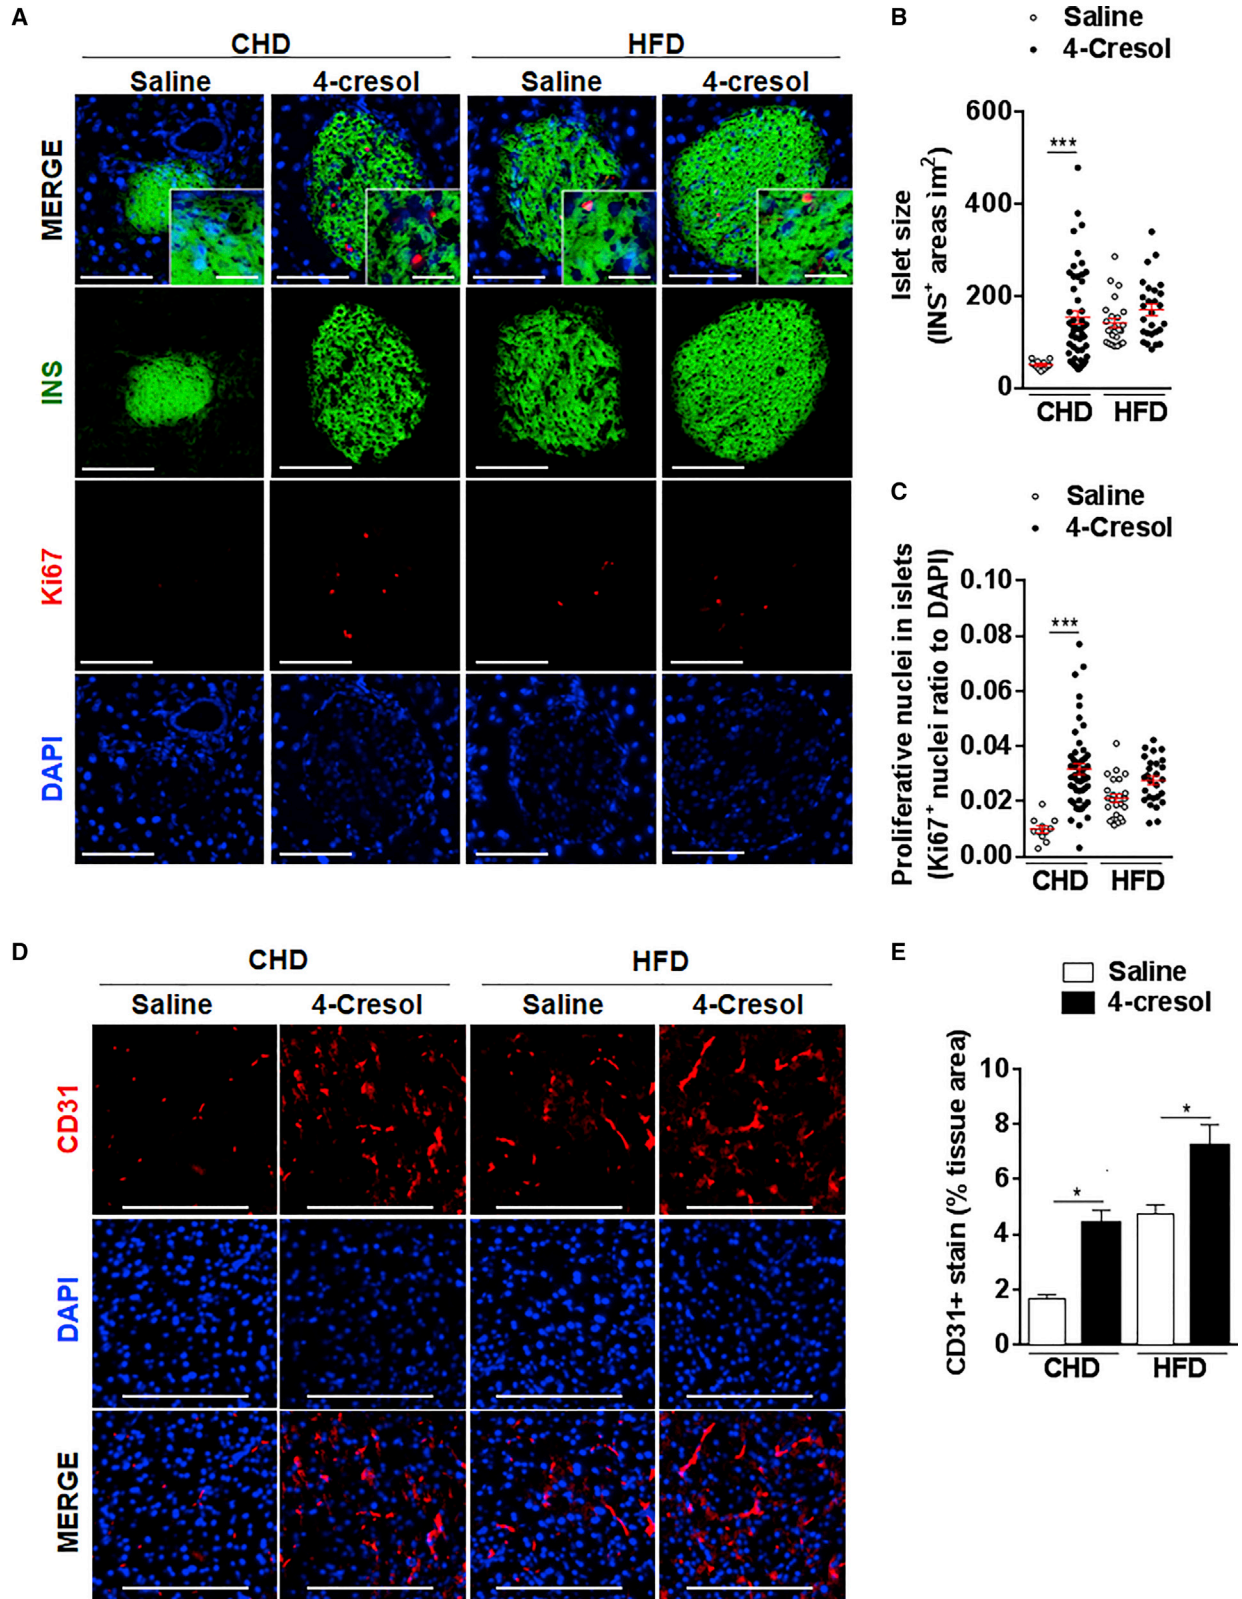 A
CHD HFD
Saline 4-cresol Saline 4-cresol
MERGE
INS
Ki67
DAPI
B
Saline
4-Cresol
Islet size
(INS+ areas ìm2)
600
400
200
0
***
CHD HFD
C
Saline
4-Cresol
Proliferative nuclei in islets
(Ki67+ nuclei ratio to DAPI)
0.10
0.08
0.06
0.04
0.02
0.00
***
CHD HFD
D
CHD HFD
Saline 4-Cresol Saline 4-Cresol
CD31
DAPI
MERGE
E
Saline
4-cresol
CD31+ stain (% tissue area)
10
8
6
4
2
0
*
*
CHD HFD